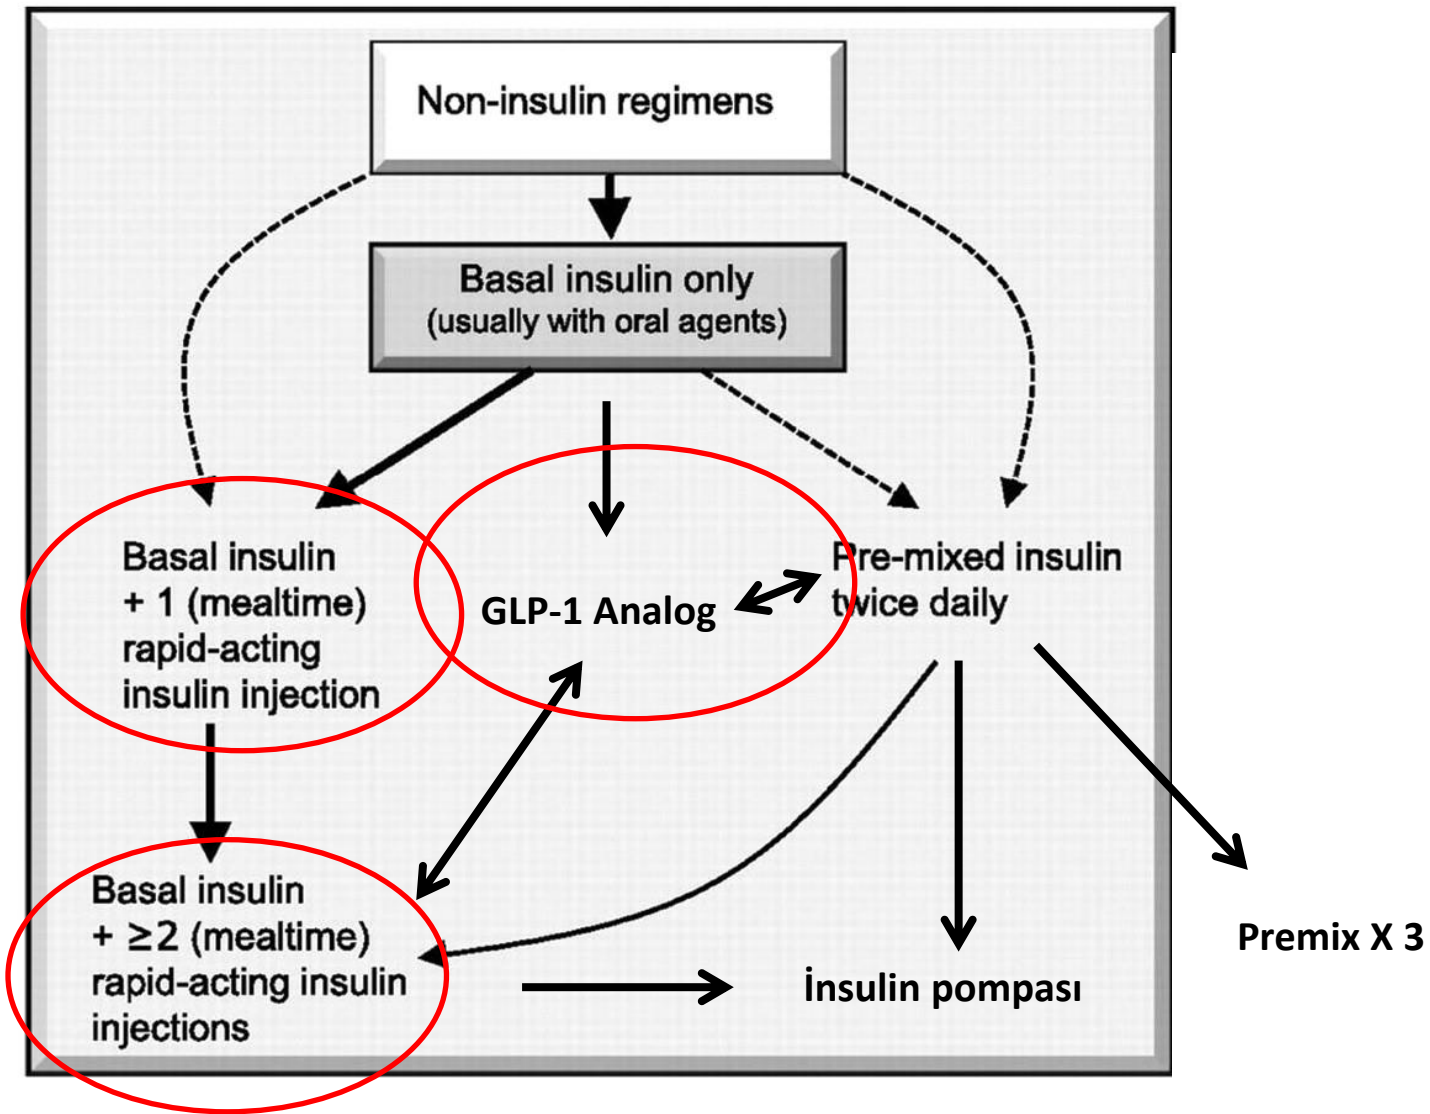 Non-insulin regimens
Basal insulin only
(usually with oral agents)
Basal insulin
+ 1 (mealtime)
rapid-acting
insulin injection
GLP-1 Analog
Pre-mixed insulin
twice daily
Basal insulin
+ ≥2 (mealtime)
rapid-acting insulin
injections
İnsulin pompası
Premix X 3